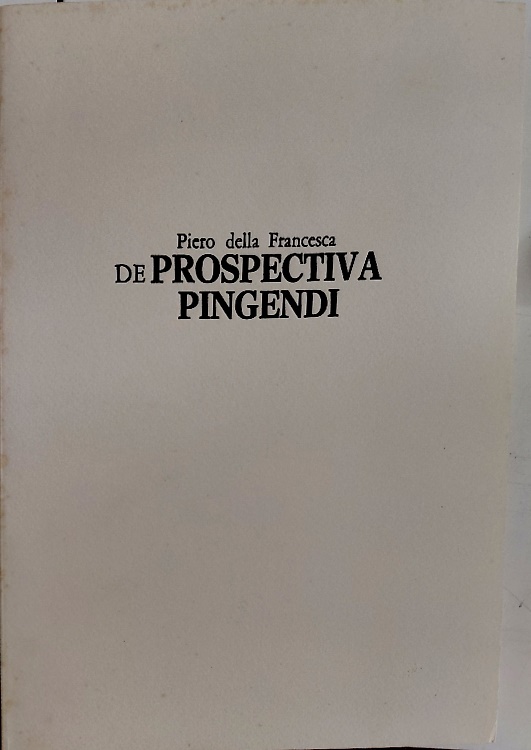 Piero della Francesca
DE PROSPECTIVA
PINGENDI